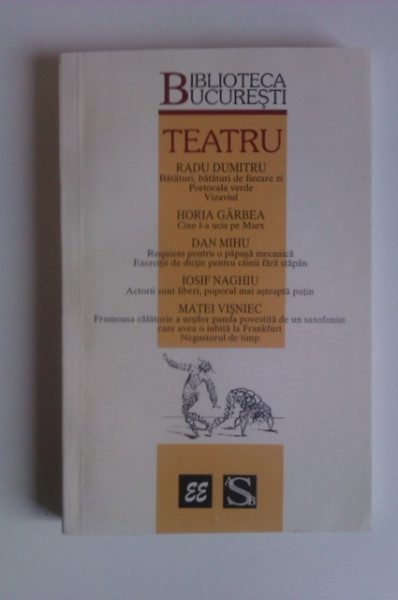 BIBLIOTECA
BUCUREȘTI
TEATRU
RADU DUMITRU
Bătături, bătături de fiecare zi
Portocala verde
Vizaviul
HORIA GÂRBEA
Cine l-a ucis pe Marx
DAN MIHU
Requiem pentru o păpușă mecanică
Exerciții de dicție pentru câinii fără stăpân
IOSIF NAGHIU
Actorii sunt liberi, poporul mai așteaptă puțin
MATEI VIȘNIEC
Frumoasa călătorie a urșilor panda povestită de un saxofonist
care avea o iubită la Frankfurt
Negustorul de timp
EE
ASB